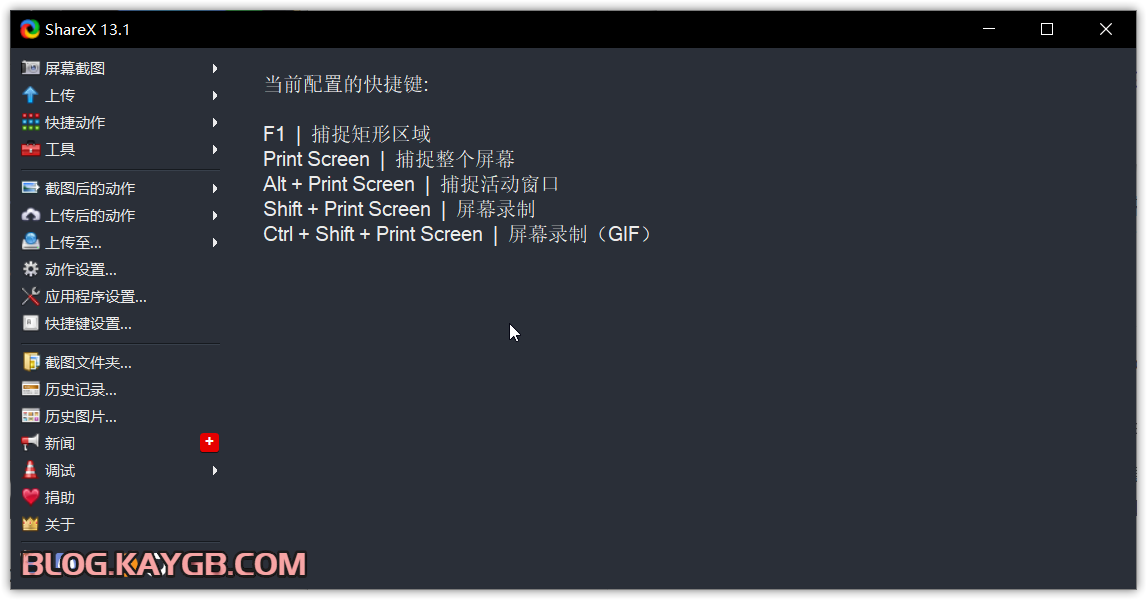 ShareX 13.1
屏幕截图
上传
快捷动作
工具
截图后的动作
上传后的动作
上传至...
动作设置...
应用程序设置...
快捷键设置...
截图文件夹...
历史记录...
历史图片...
新闻
调试
捐助
关于
当前配置的快捷键:
F1 | 捕捉矩形区域
Print Screen | 捕捉整个屏幕
Alt + Print Screen | 捕捉活动窗口
Shift + Print Screen | 屏幕录制
Ctrl + Shift + Print Screen | 屏幕录制（GIF）
BLOG.KAYGB.COM